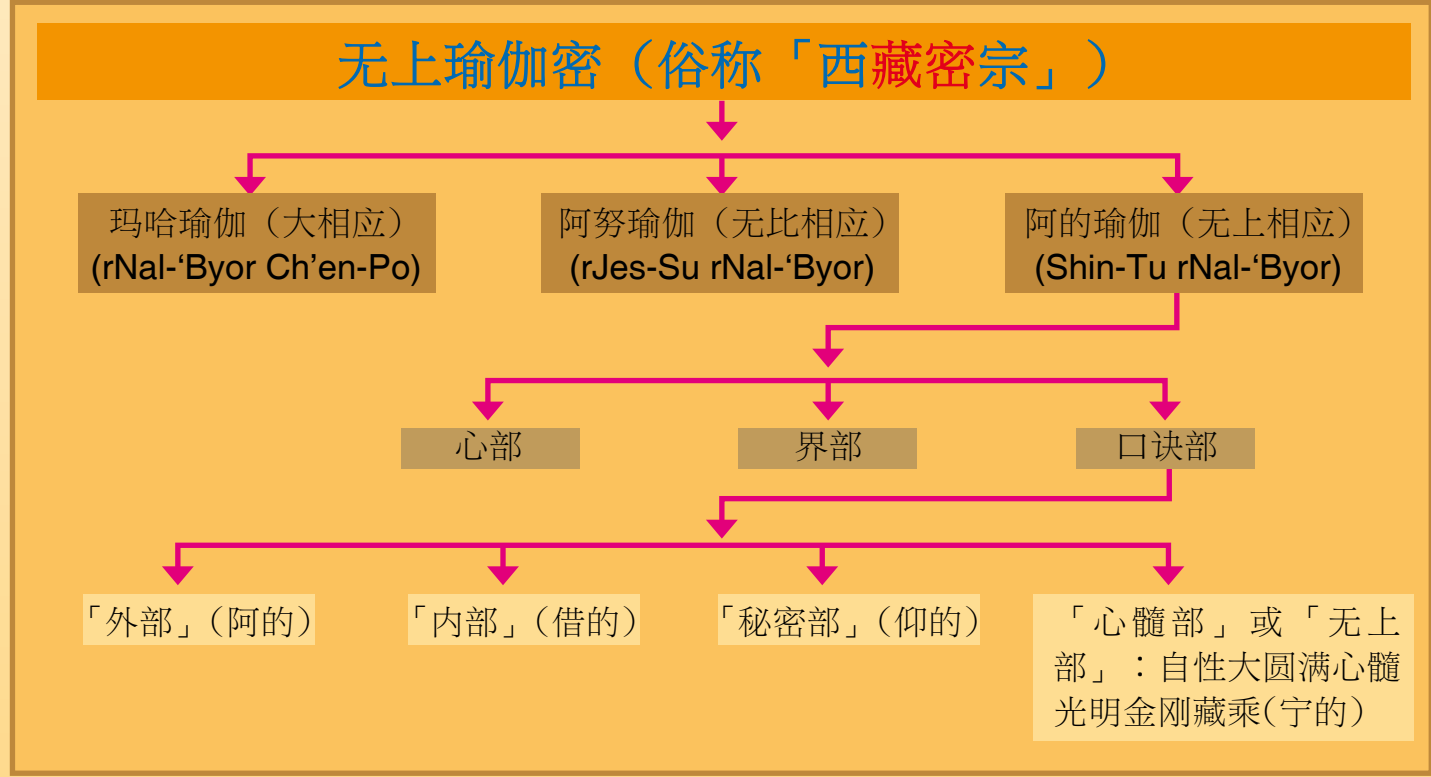 无上瑜伽密（俗称「西藏密宗」）
玛哈瑜伽（大相应）
(rNal-‘Byor Ch’en-Po)
阿努瑜伽（无比相应）
(rJes-Su rNal-‘Byor)
阿的瑜伽（无上相应）
(Shin-Tu rNal-‘Byor)
心部
界部
口诀部
「外部」（阿的）
「内部」（借的）
「秘密部」（仰的）
「心髓部」或「无上
部」：自性大圆满心髓
光明金刚藏乘(宁的）